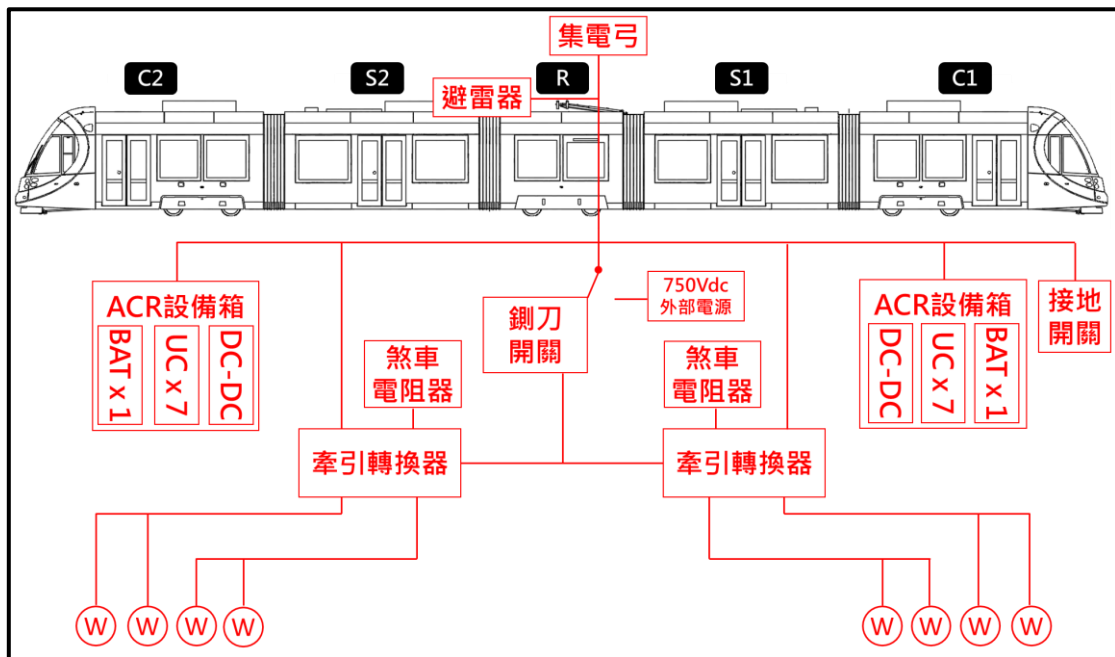 集電弓
C2
S2
R
S1
C1
避雷器
ACR設備箱
BAT x 1
UC x 7
DC-DC
鍘刀
開關
750Vdc
外部電源
煞車
電阻器
煞車
電阻器
ACR設備箱
DC-DC
UC x 7
BAT x 1
接地
開關
牽引轉換器
牽引轉換器
W
W
W
W
W
W
W
W